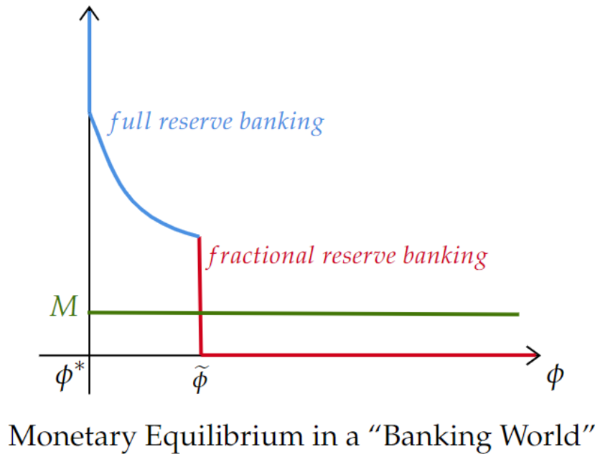 full reserve banking
fractional reserve banking
M
ϕ* ϕ̃ ϕ
Monetary Equilibrium in a “Banking World”